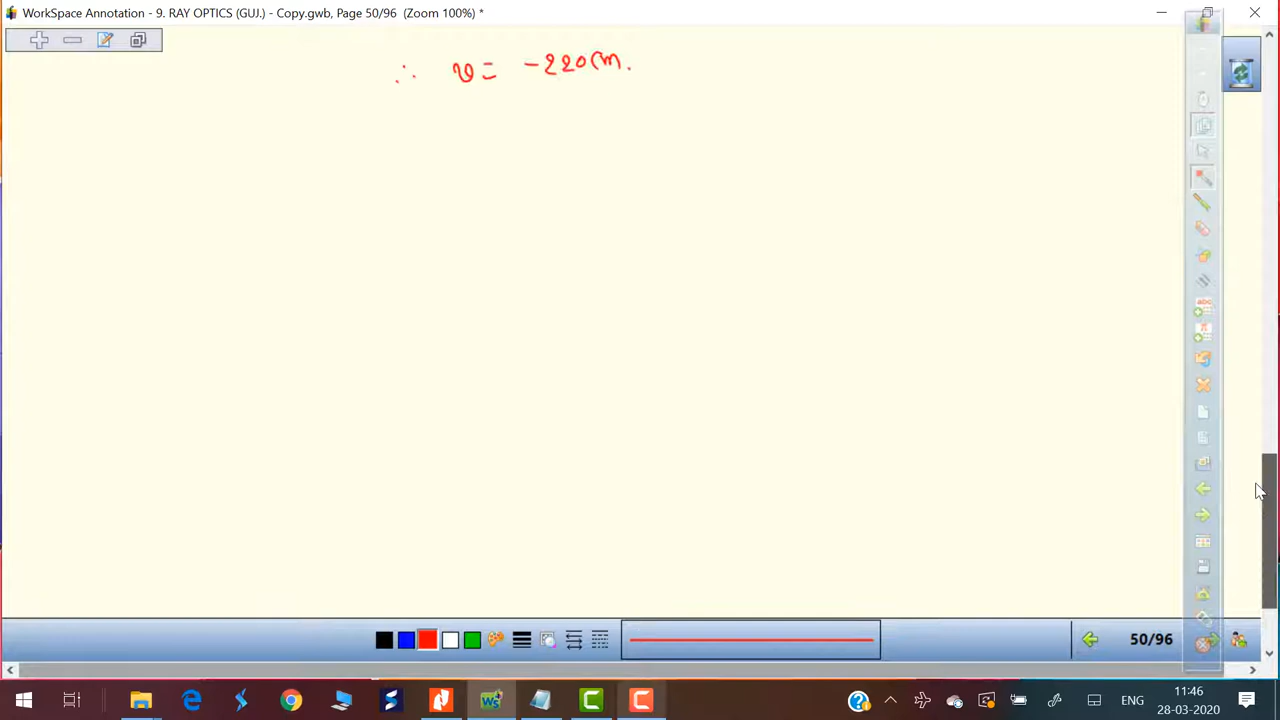 WorkSpace Annotation - 9. RAY OPTICS (GUJ.) - Copy.gwb, Page 50/96 (Zoom 100%) *
∴ v = -220cm.
abc
50/96
ENG
11:46
28-03-2020